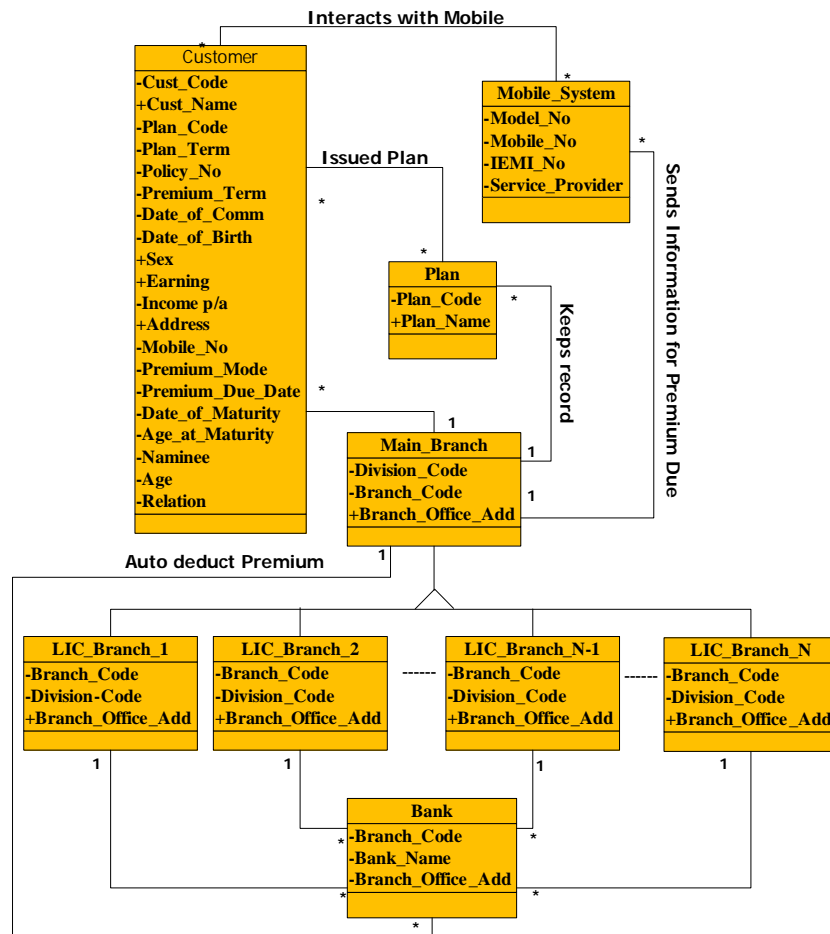 Interacts with Mobile
*
Customer
-Cust_Code
+Cust_Name
-Plan_Code
-Plan_Term
-Policy_No
-Premium_Term
-Date_of_Comm
-Date_of_Birth
+Sex
+Earning
-Income p/a
+Address
-Mobile_No
-Premium_Mode
-Premium_Due_Date
-Date_of_Maturity
-Age_at_Maturity
-Naminee
-Age
-Relation
*
Mobile_System
-Model_No
-Mobile_No
-IEMI_No
-Service_Provider
*
Sends Information for Premium Due
Issued Plan
*
*
Plan
-Plan_Code
+Plan_Name
*
Keeps record
*
1
Main_Branch
-Division_Code
-Branch_Code
+Branch_Office_Add
1
1
1
Auto deduct Premium
LIC_Branch_1
-Branch_Code
-Division-Code
+Branch_Office_Add
1
LIC_Branch_2
-Branch_Code
-Division_Code
+Branch_Office_Add
1
------
LIC_Branch_N-1
-Branch_Code
-Division_Code
+Branch_Office_Add
1
------
LIC_Branch_N
-Branch_Code
-Division_Code
+Branch_Office_Add
1
Bank
-Branch_Code
-Bank_Name
-Branch_Office_Add
*
*
*
*
*